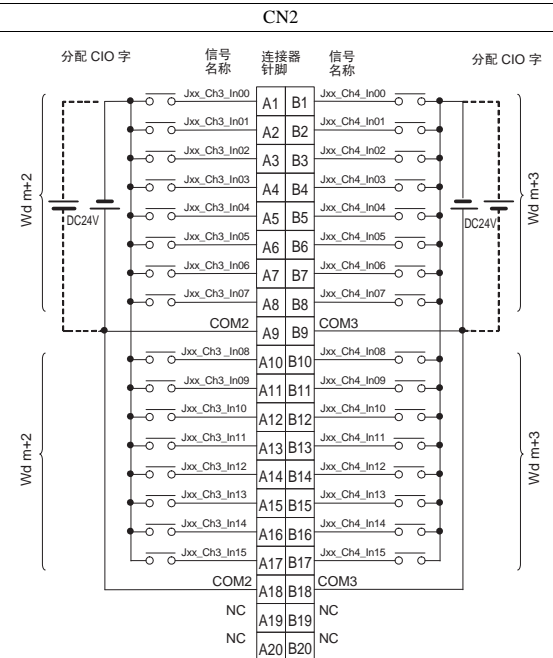 CN2
分配 CIO 字 信号名称 连接器针脚 信号名称 分配 CIO 字
Jxx_Ch3_In00 A1 B1 Jxx_Ch4_In00
Jxx_Ch3_In01 A2 B2 Jxx_Ch4_In01
Jxx_Ch3_In02 A3 B3 Jxx_Ch4_In02
Jxx_Ch3_In03 A4 B4 Jxx_Ch4_In03
Wd m+2 DC24V Jxx_Ch3_In04 A5 B5 Jxx_Ch4_In04 DC24V Wd m+3
Jxx_Ch3_In05 A6 B6 Jxx_Ch4_In05
Jxx_Ch3_In06 A7 B7 Jxx_Ch4_In06
Jxx_Ch3_In07 A8 B8 Jxx_Ch4_In07
COM2 A9 B9 COM3
Jxx_Ch3_In08 A10 B10 Jxx_Ch4_In08
Jxx_Ch3_In09 A11 B11 Jxx_Ch4_In09
Jxx_Ch3_In10 A12 B12 Jxx_Ch4_In10
Wd m+2 Jxx_Ch3_In11 A13 B13 Jxx_Ch4_In11 Wd m+3
Jxx_Ch3_In12 A14 B14 Jxx_Ch4_In12
Jxx_Ch3_In13 A15 B15 Jxx_Ch4_In13
Jxx_Ch3_In14 A16 B16 Jxx_Ch4_In14
Jxx_Ch3_In15 A17 B17 Jxx_Ch4_In15
COM2 A18 B18 COM3
NC A19 B19 NC
NC A20 B20 NC